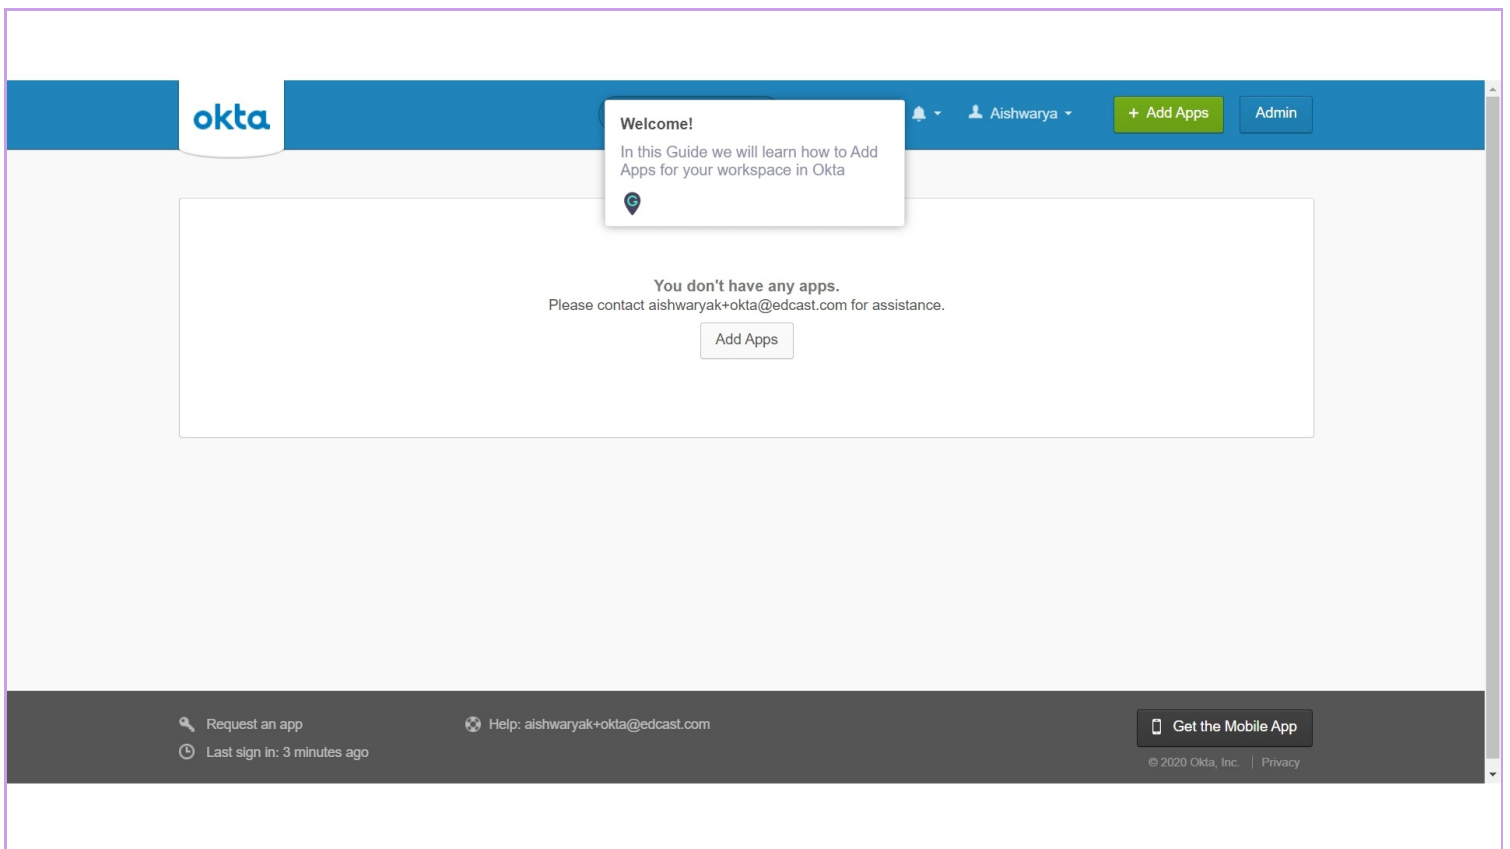 okta
Welcome!
In this Guide we will learn how to Add
Apps for your workspace in Okta
G
Aishwarya
+ Add Apps
Admin
You don't have any apps.
Please contact aishwaryak+okta@edcast.com for assistance.
Add Apps
Request an app
Last sign in: 3 minutes ago
Help: aishwaryak+okta@edcast.com
Get the Mobile App
© 2020 Okta, Inc. | Privacy